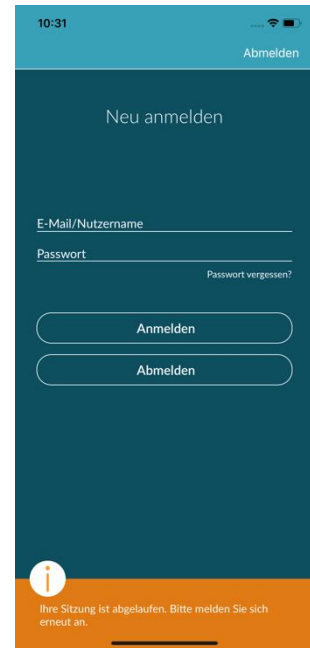 10:31
Abmelden
Neu anmelden
E-Mail/Nutzername
Passwort
Passwort vergessen?
Anmelden
Abmelden
i
Ihre Sitzung ist abgelaufen. Bitte melden Sie sich
erneut an.